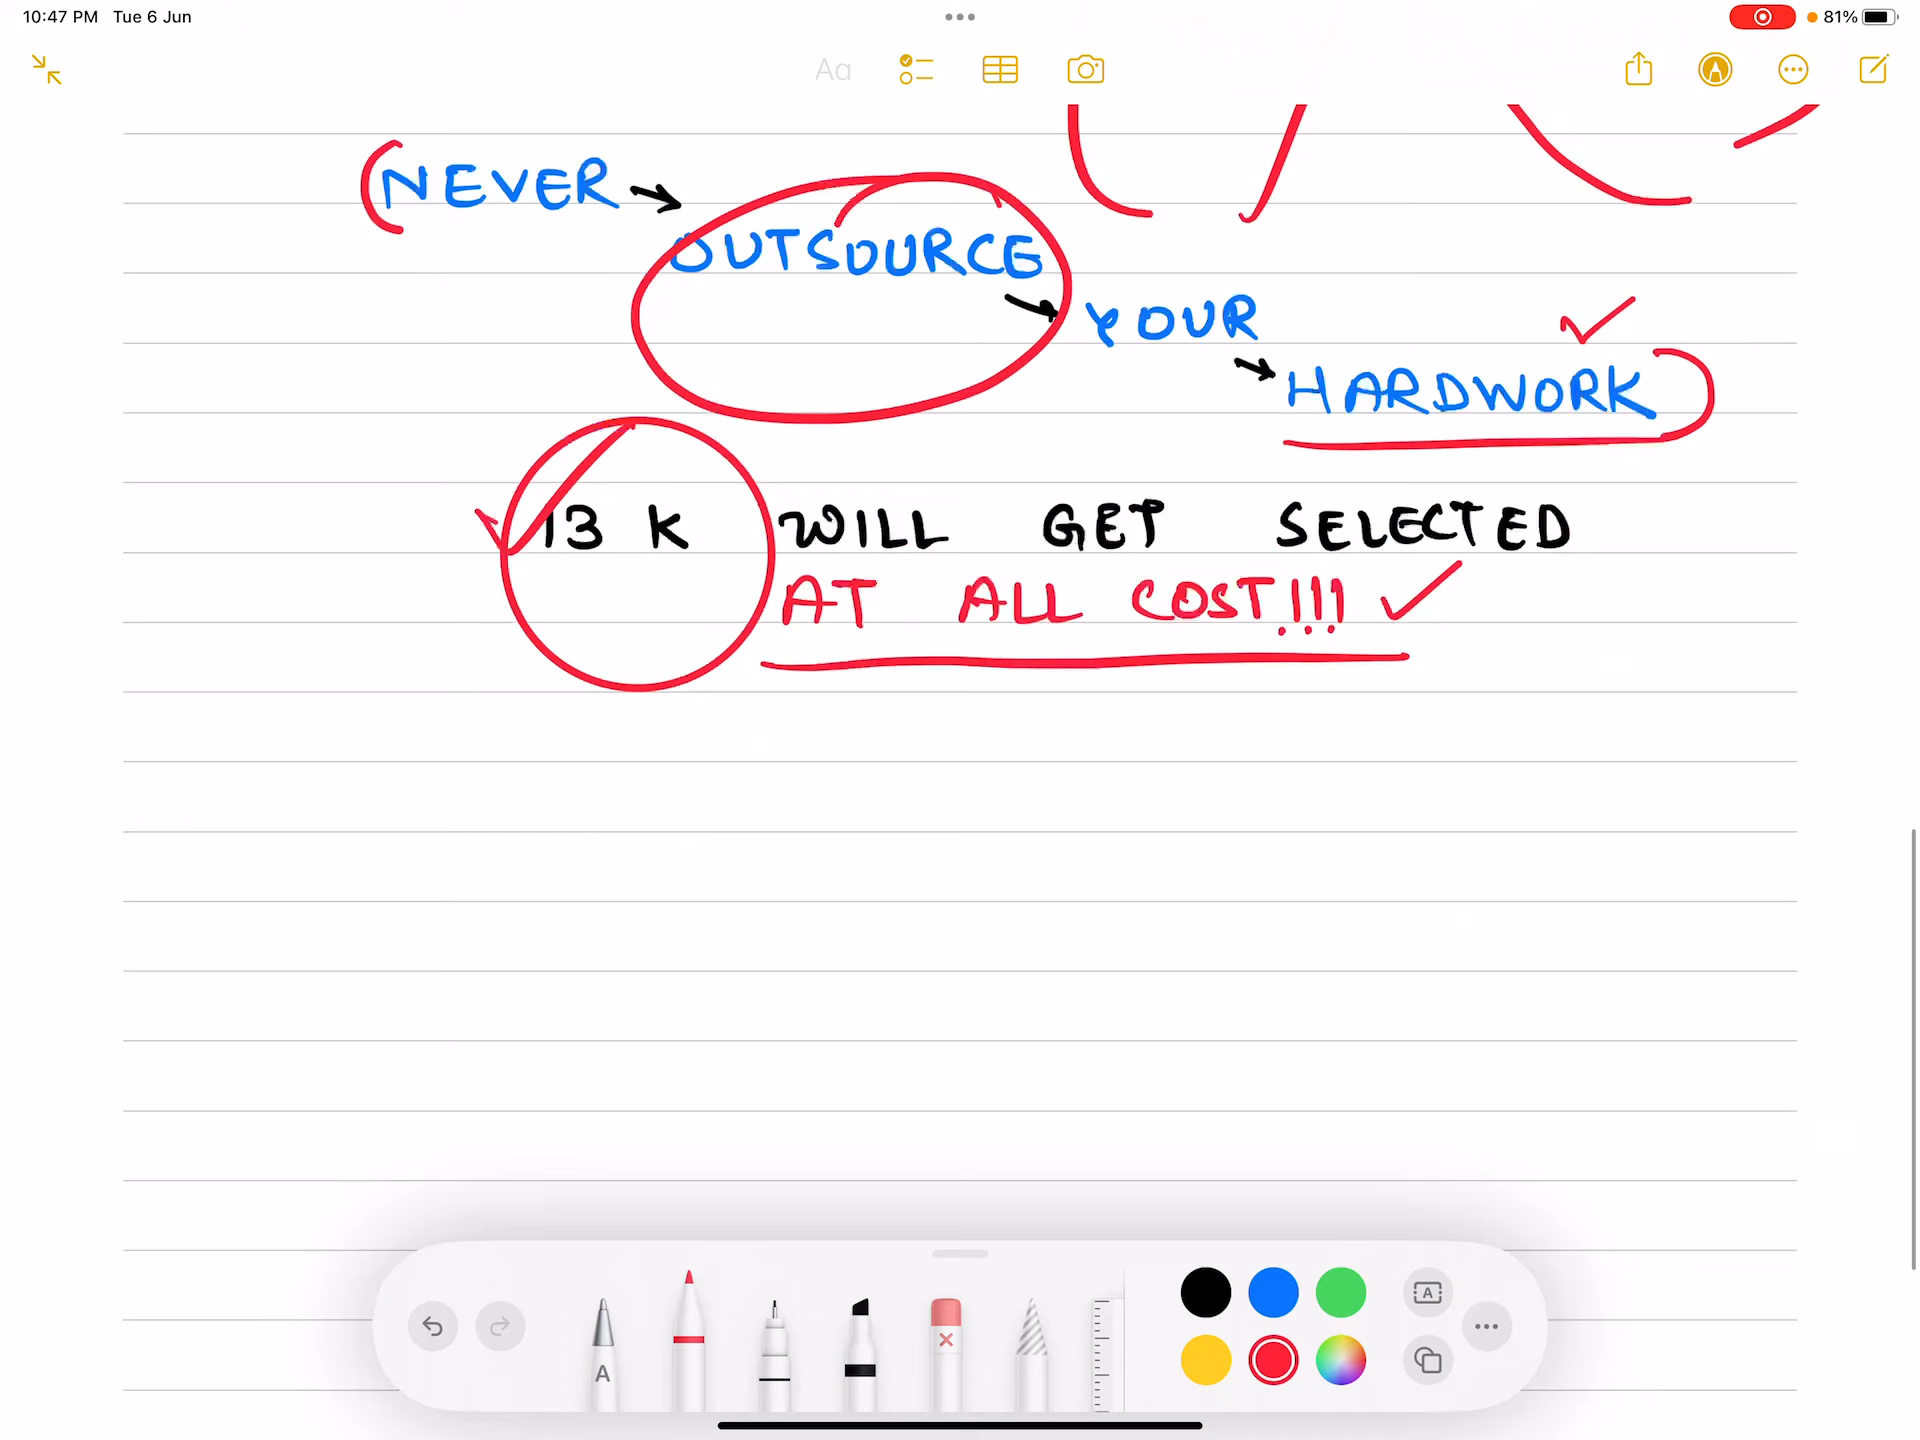 10:47 PM Tue 6 Jun
81%
Aa
NEVER
OUTSOURCE
YOUR
HARDWORK
13 K WILL GET SELECTED
AT ALL COST!!!
A
A